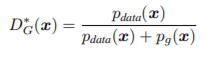 D*_G(x) = p_data(x) / (p_data(x) + p_g(x))